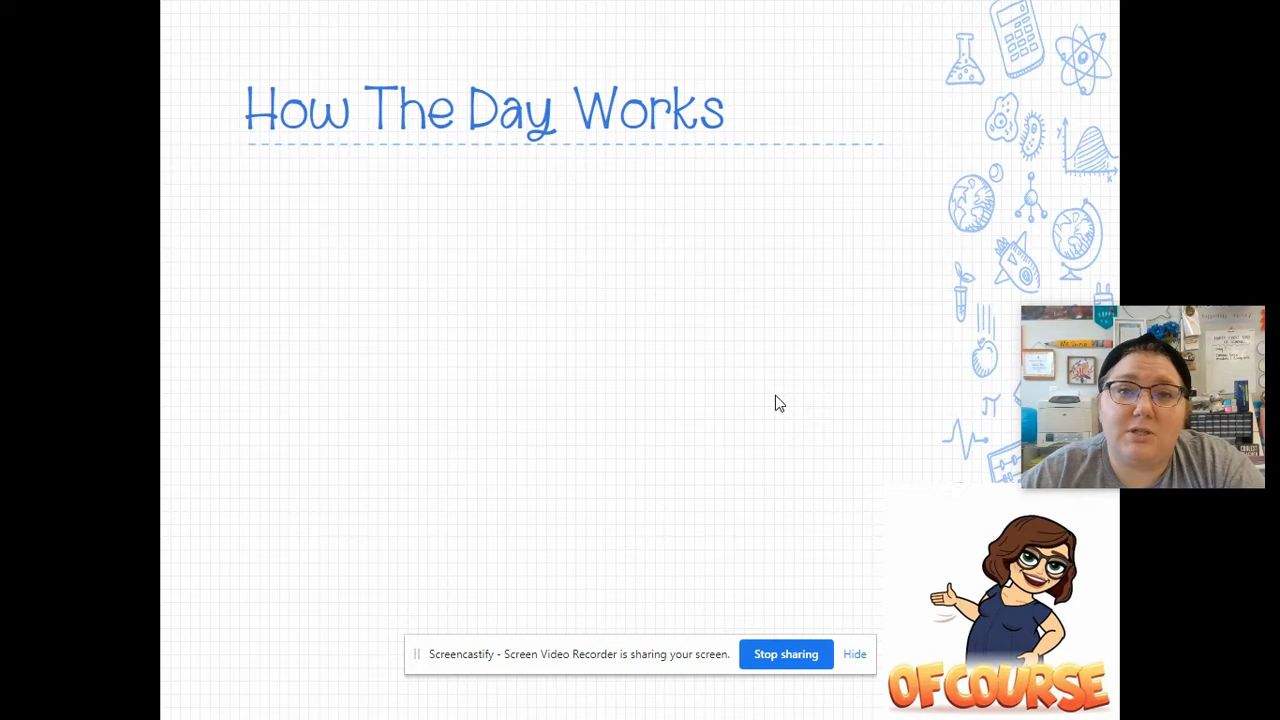 How The Day Works
y
x
π
Screencastify - Screen Video Recorder is sharing your screen.
Stop sharing
Hide
OF COURSE